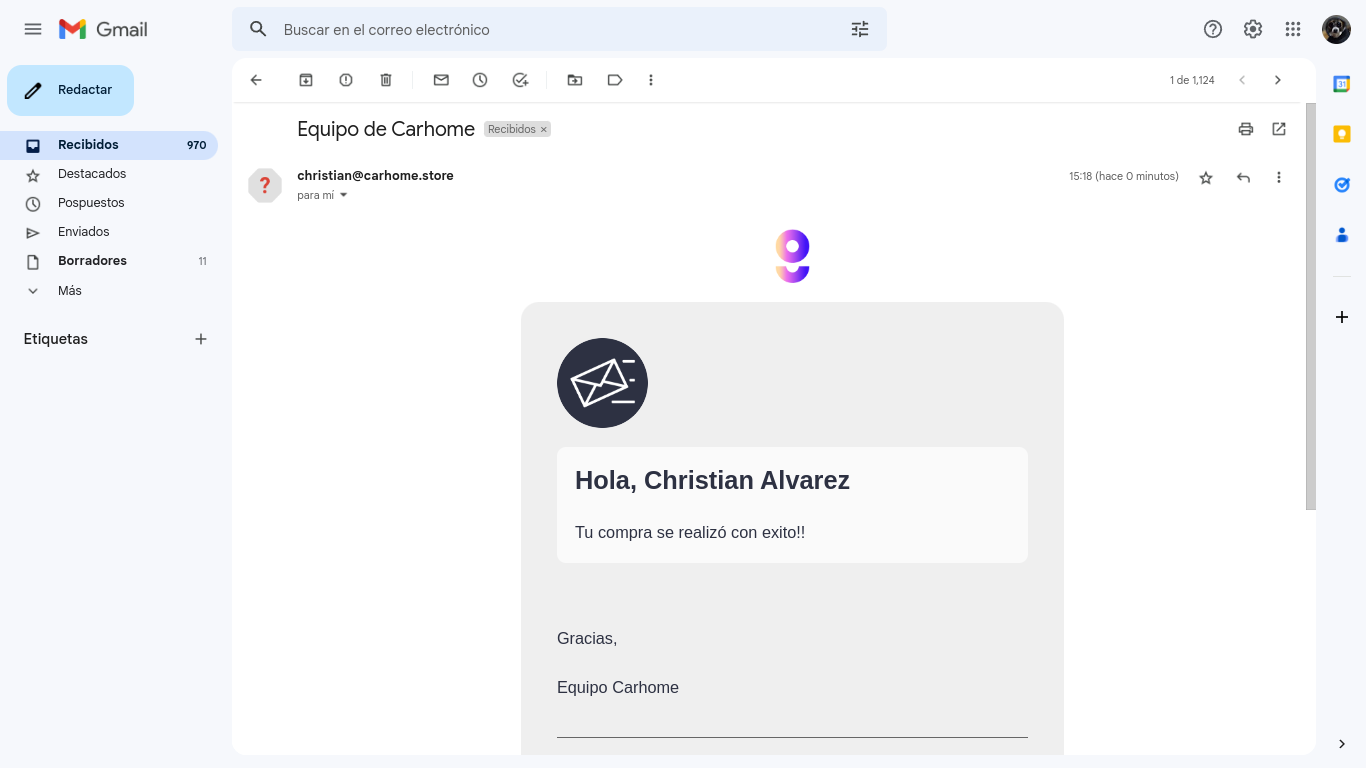 Gmail
Buscar en el correo electrónico
Redactar
1 de 1,124
31
Recibidos 970
Destacados
Pospuestos
Enviados
Borradores 11
Más
Etiquetas
Equipo de Carhome Recibidos ×
?
christian@carhome.store 15:18 (hace 0 minutos)
para mí
g
Hola, Christian Alvarez
Tu compra se realizó con exito!!
Gracias,
Equipo Carhome